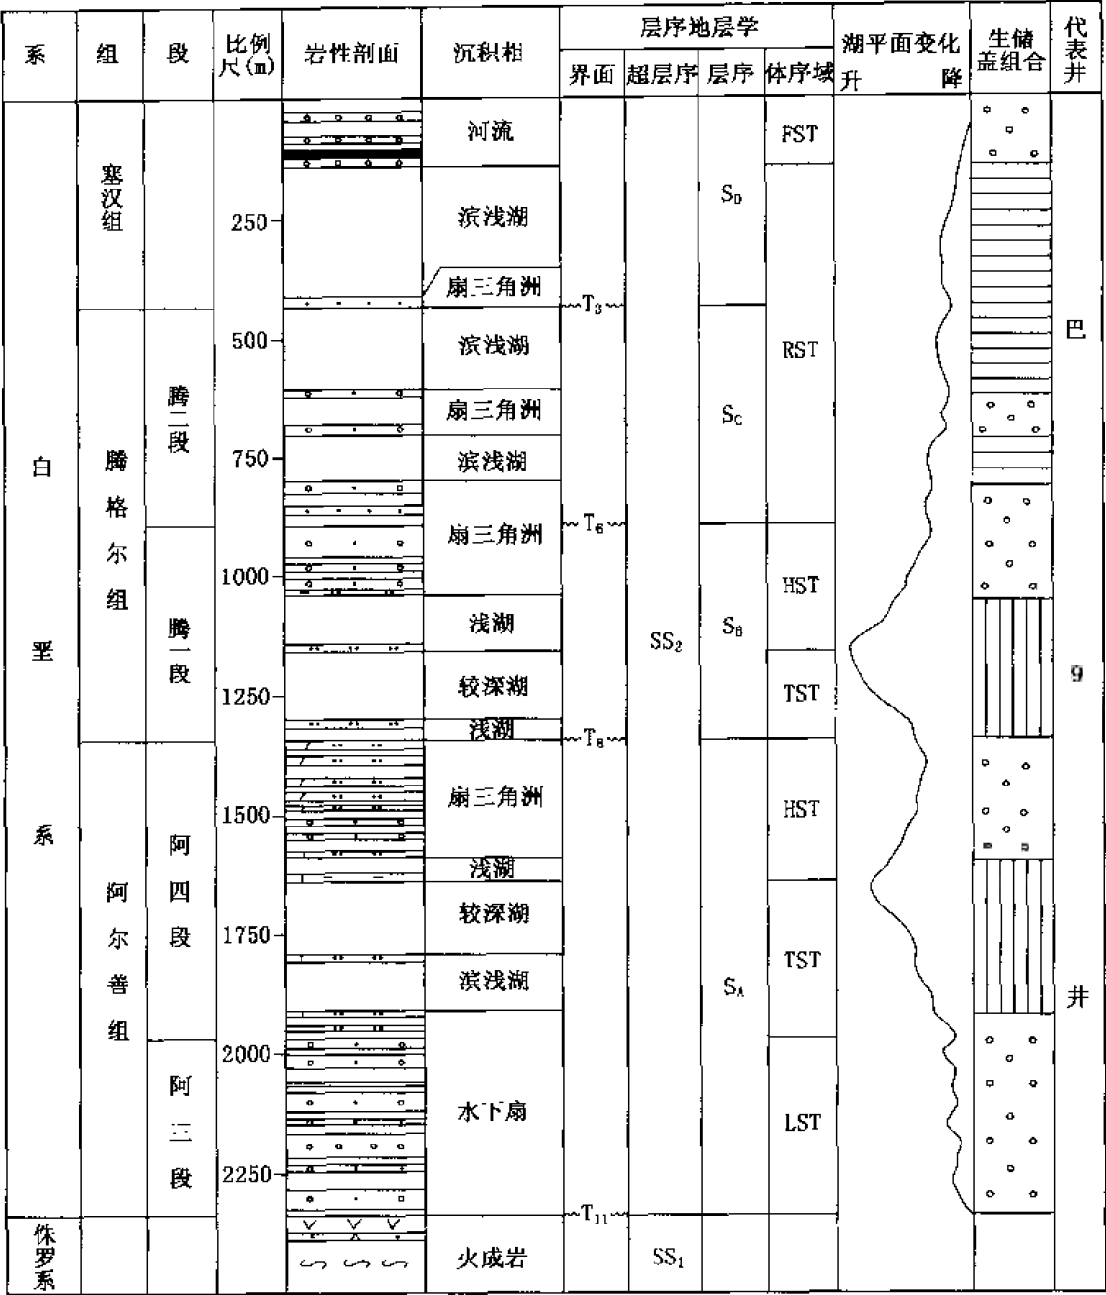 系
组
段
比例
尺(m)
岩性剖面
沉积相
层序地层学
界面
超层序
层序
体序域
湖平面变化
升 降
生储
盖组合
代表井
白垩系
侏罗系
塞汉组
腾格尔组
阿尔善组
腾二段
腾一段
阿四段
阿三段
250
500
750
1000
1250
1500
1750
2000
2250
河流
滨浅湖
扇三角洲
滨浅湖
扇三角洲
滨浅湖
扇三角洲
浅湖
较深湖
浅湖
扇三角洲
浅湖
较深湖
滨浅湖
水下扇
火成岩
T₃
T₆
T₈
T₁₁
SS₂
SS₁
S_D
S_C
S_B
S_A
FST
RST
HST
TST
HST
TST
LST
巴
9
井